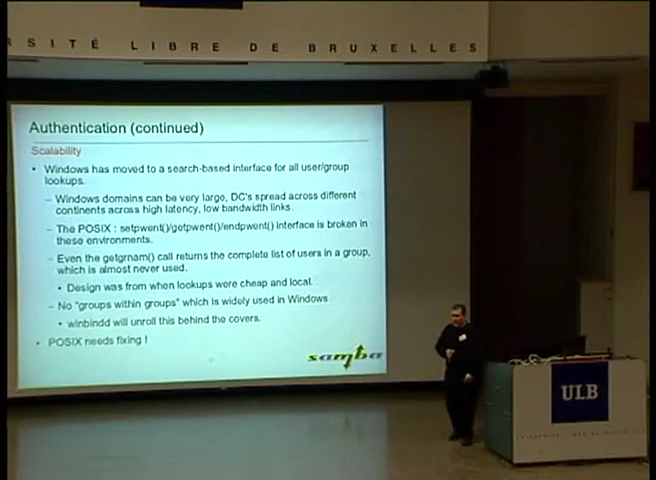 SITÉ LIBRE DE BRUXELLES
Authentication (continued)
Scalability
• Windows has moved to a search-based interface for all user/group
lookups.
– Windows domains can be very large, DC's spread across different
continents across high latency, low bandwidth links.
– The POSIX : setpwent()/getpwent()/endpwent() interface is broken in
these environments.
– Even the getgrnam() call returns the complete list of users in a group,
which is almost never used.
• Design was from when lookups were cheap and local.
– No "groups within groups" which is widely used in Windows
• winbindd will unroll this behind the covers.
• POSIX needs fixing !
samba
ULB